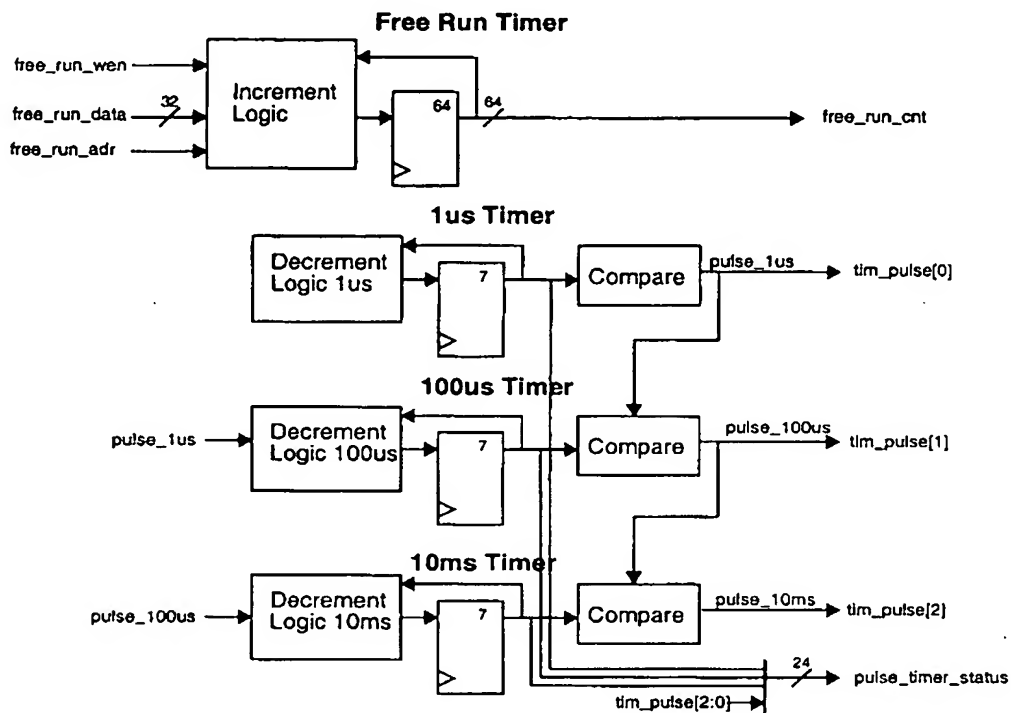 Free Run Timer
free_run_wen
free_run_data
32
free_run_adr
Increment
Logic
64
64
free_run_cnt
1us Timer
Decrement
Logic 1us
7
Compare
pulse_1us
tim_pulse[0]
100us Timer
pulse_1us
Decrement
Logic 100us
7
Compare
pulse_100us
tim_pulse[1]
10ms Timer
pulse_100us
Decrement
Logic 10ms
7
Compare
pulse_10ms
tim_pulse[2]
24
pulse_timer_status
tim_pulse[2:0]